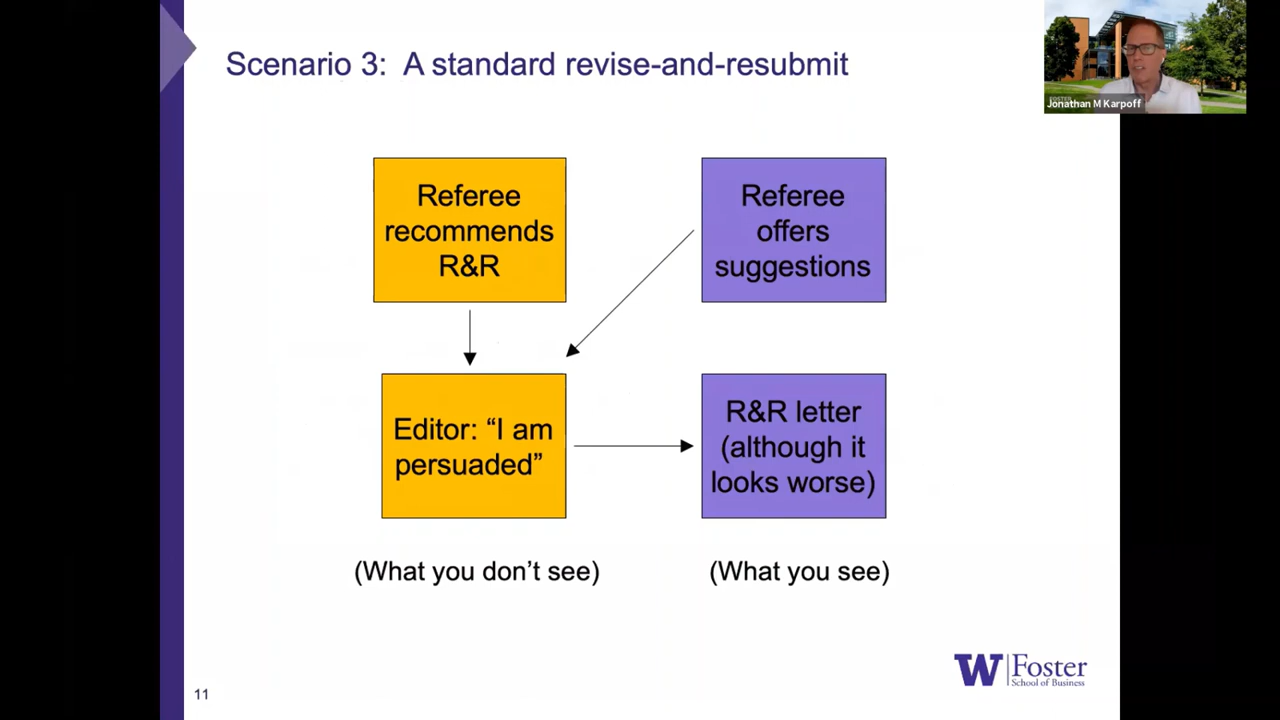 Scenario 3:  A standard revise-and-resubmit
Jonathan M Karpoff
Referee
recommends
R&R
Referee
offers
suggestions
Editor: “I am
persuaded”
R&R letter
(although it
looks worse)
(What you don’t see)
(What you see)
11
W Foster
School of Business